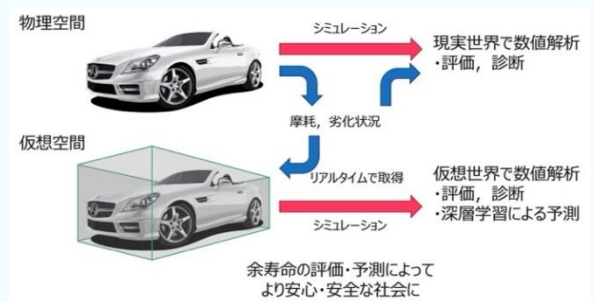 物理空間
シミュレーション
現実世界で数値解析
・評価，診断
摩耗，劣化状況
仮想空間
リアルタイムで取得
シミュレーション
仮想世界で数値解析
・評価，診断
・深層学習による予測
余寿命の評価・予測によって
より安心・安全な社会に